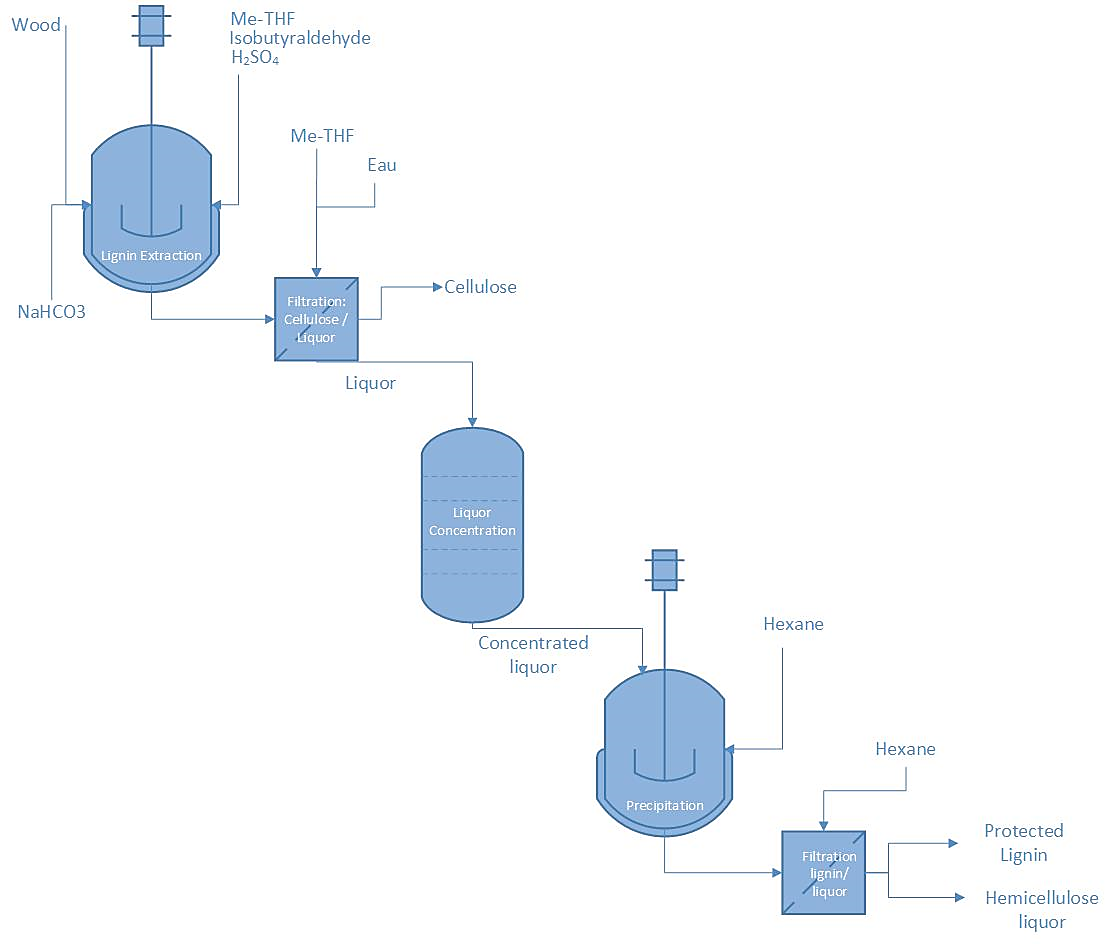 Wood
Me-THF
Isobutyraldehyde
H₂SO₄
Me-THF
Eau
Lignin Extraction
NaHCO3
Filtration:
Cellulose /
Liquor
Cellulose
Liquor
Liquor
Concentration
Concentrated
liquor
Hexane
Precipitation
Hexane
Filtration
lignin/
liquor
Protected
Lignin
Hemicellulose
liquor